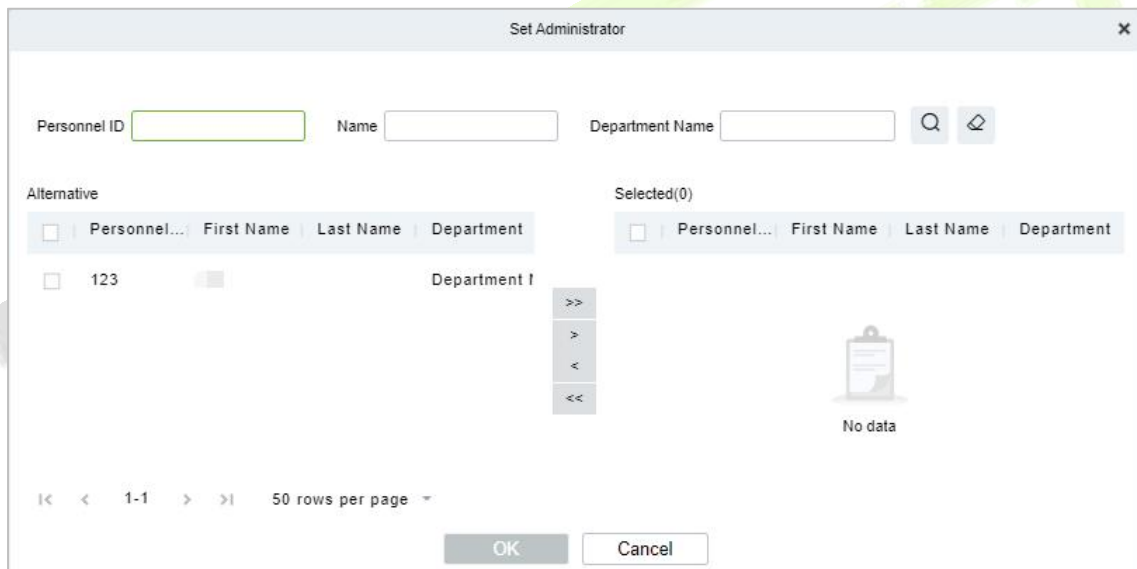 Set Administrator ×
Personnel ID Name Department Name
Alternative Selected(0)
Personnel... First Name Last Name Department Personnel... First Name Last Name Department
123 Department
>>
>
<
<<
No data
|< < 1-1 > >| 50 rows per page
OK Cancel